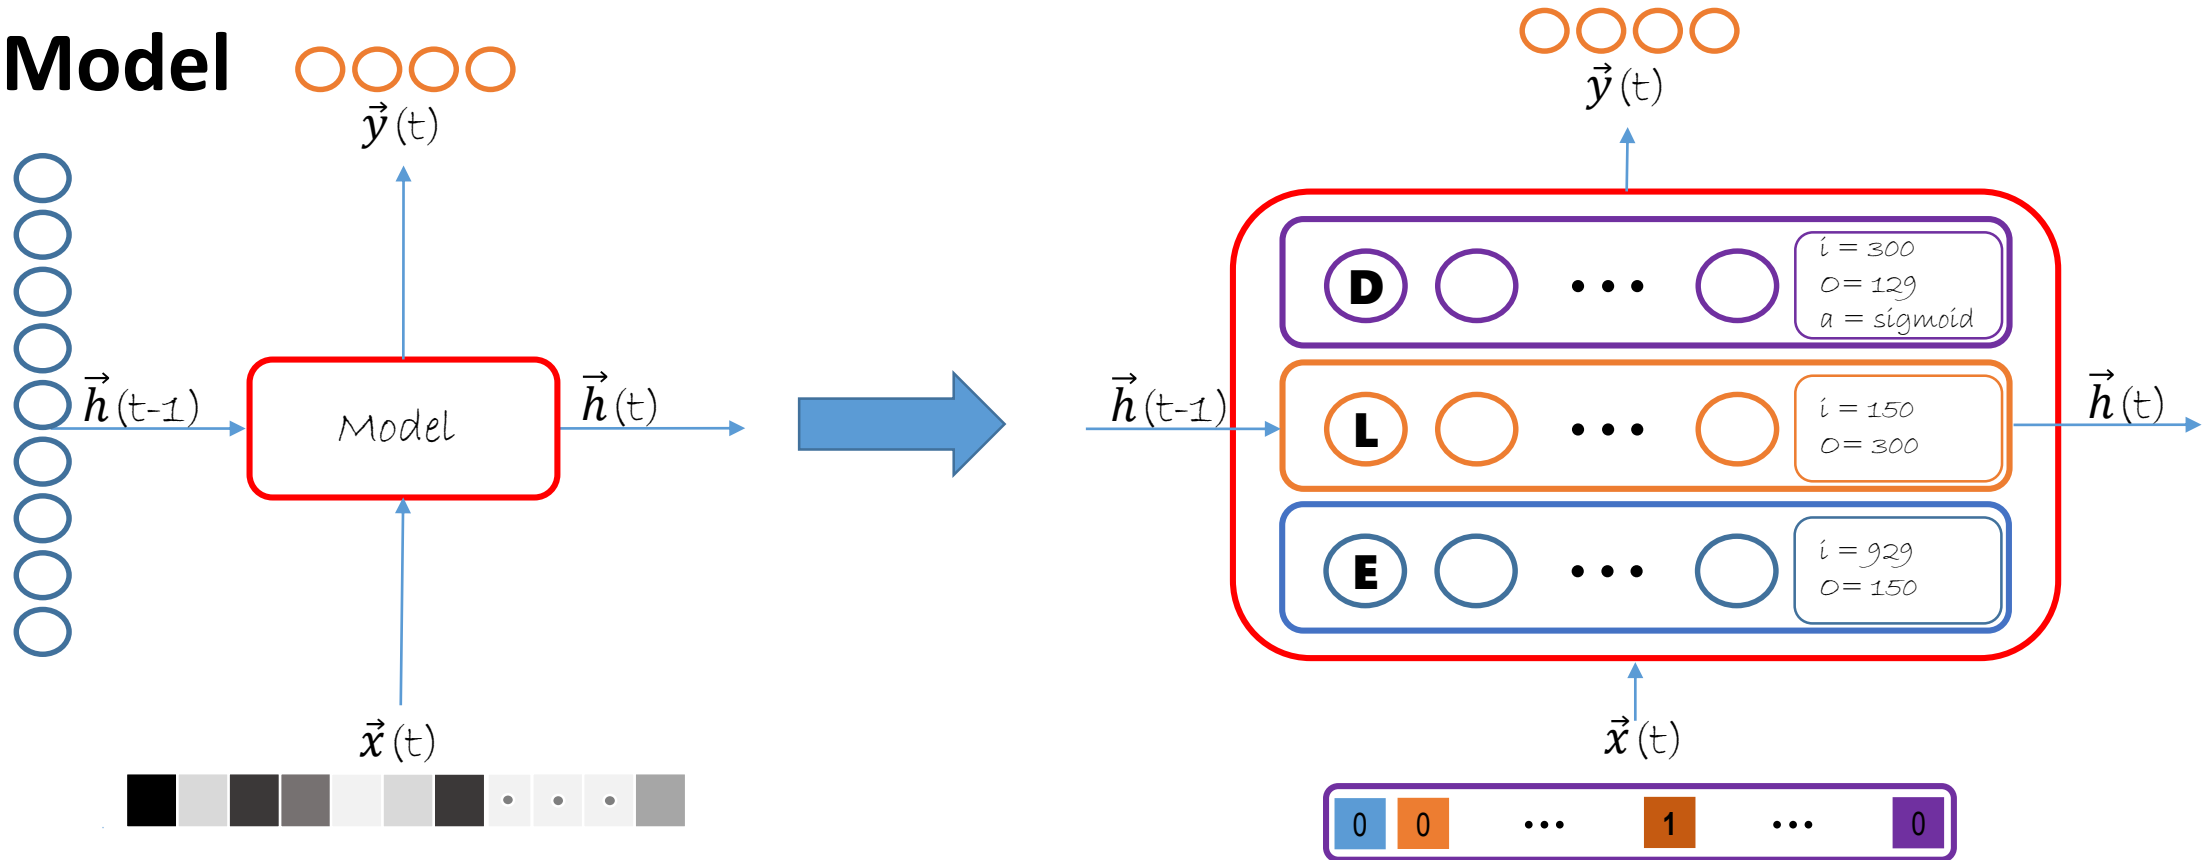 Model
y⃗ (t)
h⃗ (t-1)
Model
h⃗ (t)
x⃗ (t)
y⃗ (t)
D
...
i = 300
o = 129
a = sigmoid
h⃗ (t-1)
L
...
i = 150
o = 300
h⃗ (t)
E
...
i = 929
o = 150
x⃗ (t)
0 0 ... 1 ... 0